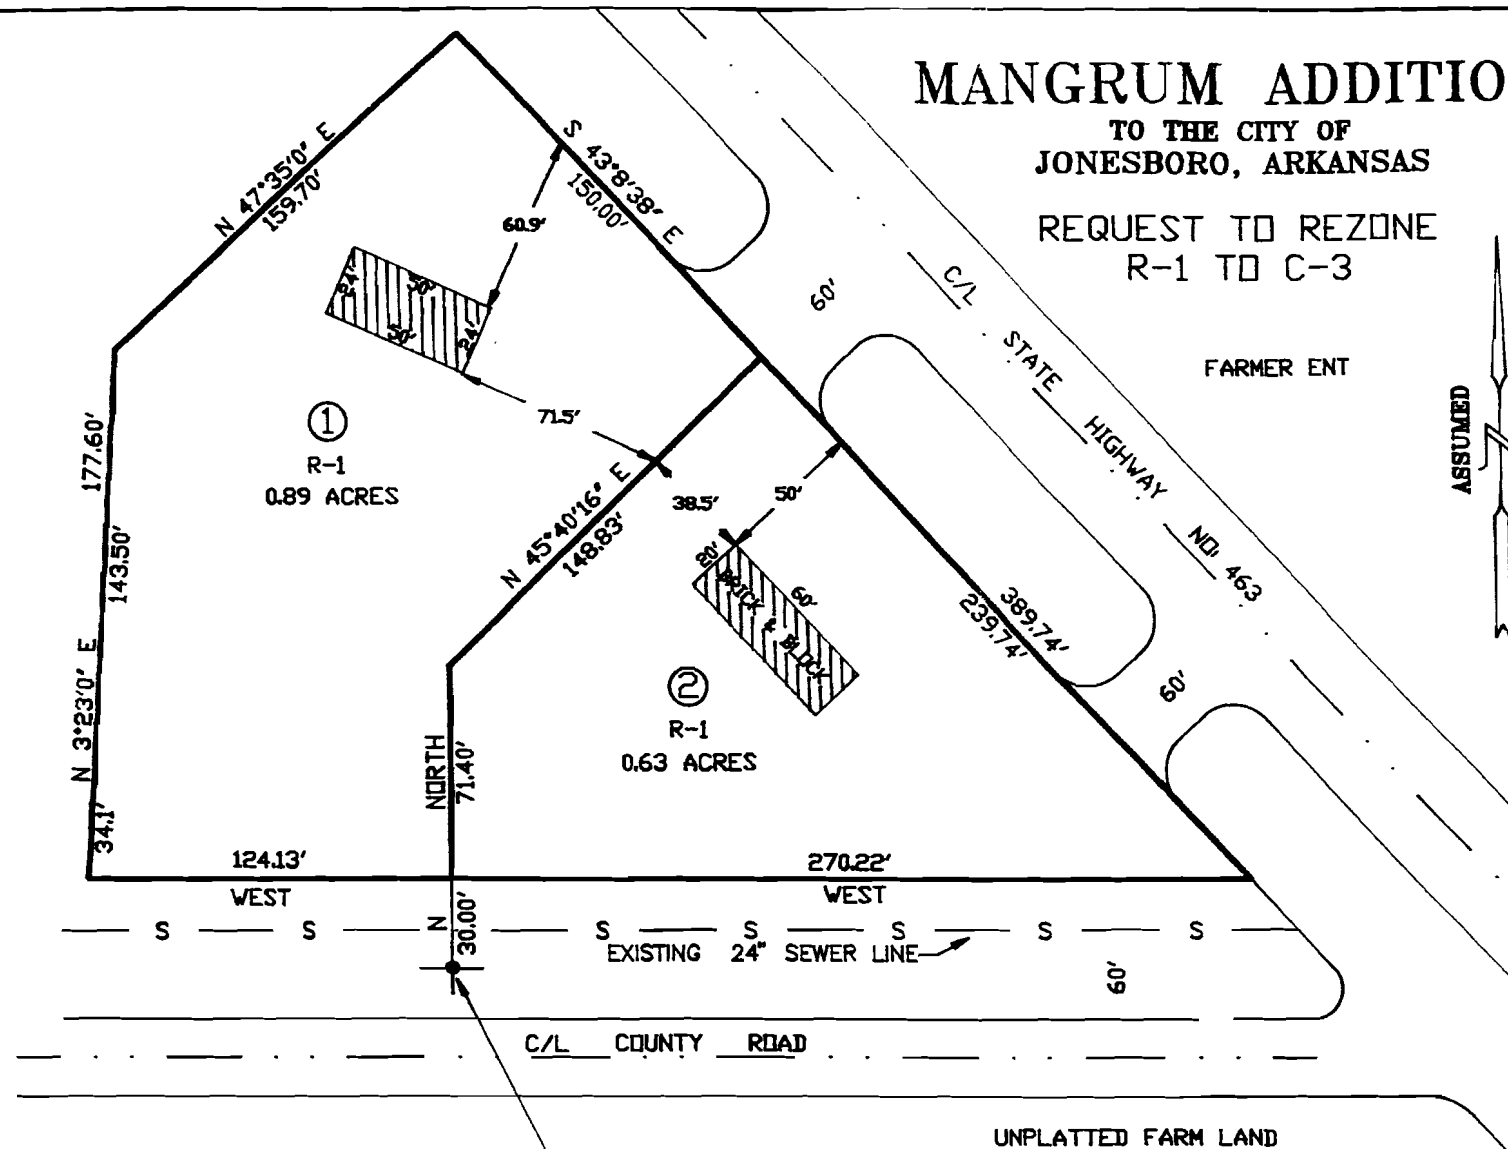 MANGRUM ADDITIO
TO THE CITY OF
JONESBORO, ARKANSAS
REQUEST TO REZONE
R-1 TO C-3
FARMER ENT
ASSUMED
N 47°35'0" E
159.70'
S 43°8'38" E
150.00'
60.9'
24'
50'
50'
24'
71.5'
1
R-1
0.89 ACRES
177.60'
143.50'
N 3°23'0" E
34.1'
N 45°40'16" E
148.83'
38.5'
50'
20'
60'
BRICK & BLOCK
2
R-1
0.63 ACRES
NORTH
71.40'
389.74'
239.74'
60'
C/L STATE HIGHWAY NO. 463
60'
124.13'
WEST
270.22'
WEST
S S S S S S S
N
30.00'
EXISTING 24" SEWER LINE
60'
C/L COUNTY ROAD
UNPLATTED FARM LAND